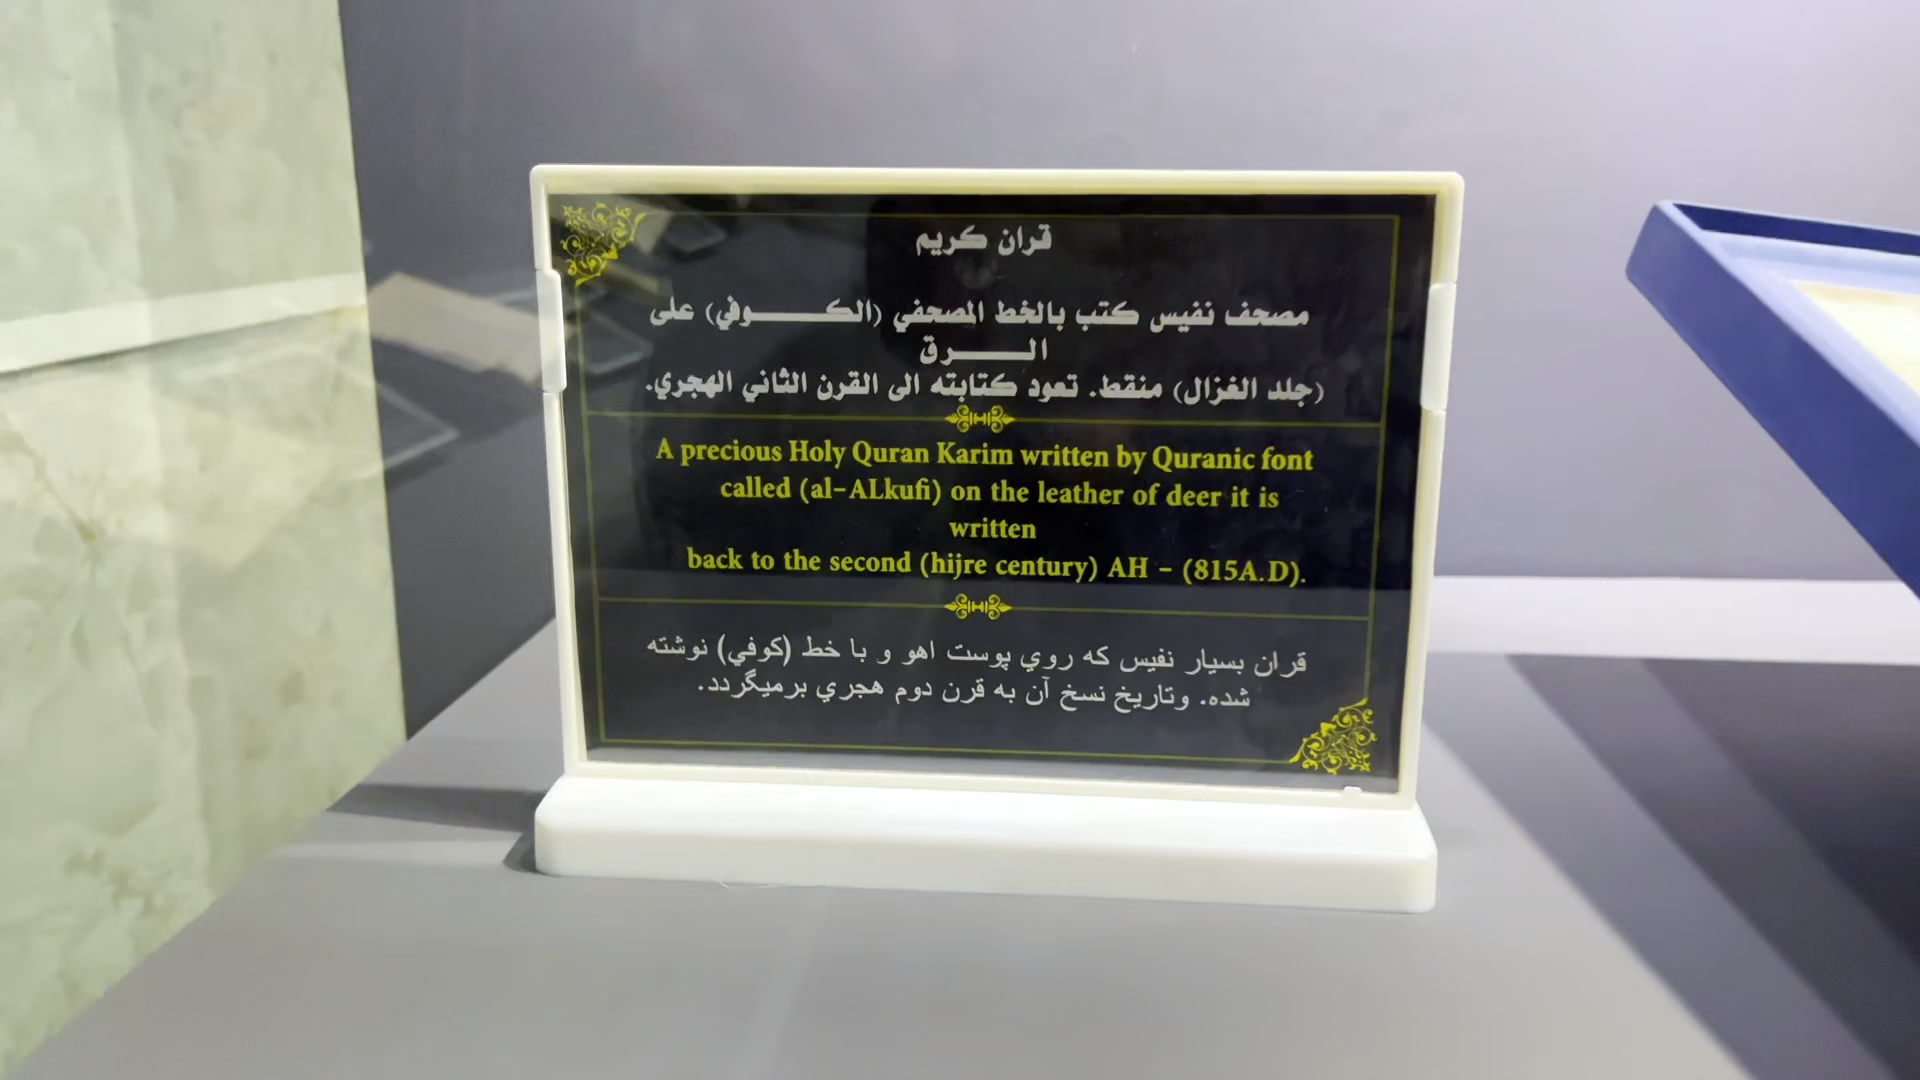 قران كريم
مصحف نفيس كتب بالخط المصحفي (الكـــــــوفي) على
الـــــرق
(جلد الغزال) منقط. تعود كتابته الى القرن الثاني الهجري.
A precious Holy Quran Karim written by Quranic font
called (al-ALkufi) on the leather of deer it is
written
back to the second (hijre century) AH - (815A.D).
قران بسيار نفيس كه روي پوست اهو و با خط (كوفي) نوشته
شده. وتاريخ نسخ آن به قرن دوم هجري برميگردد.